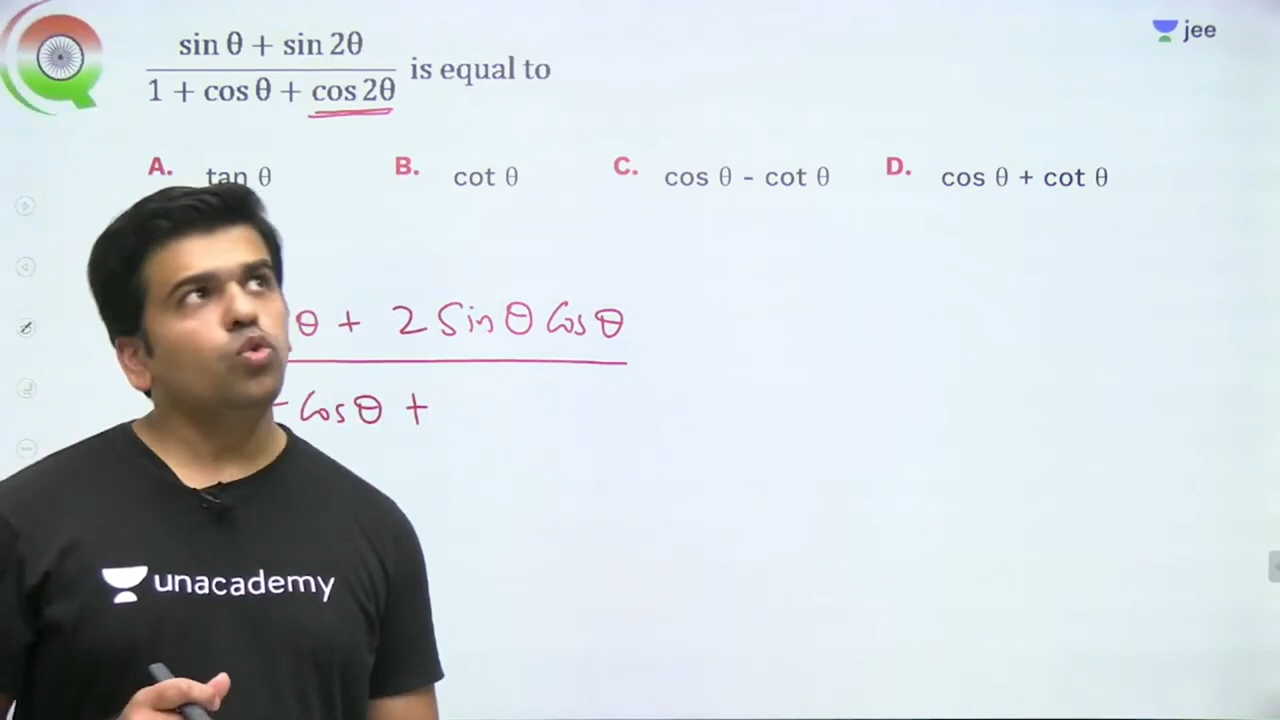 sin θ + sin 2θ
1 + cos θ + cos 2θ
is equal to
jee
A. tan θ B. cot θ C. cos θ - cot θ D. cos θ + cot θ
θ + 2 Sin θ Cos θ
Cos θ +
unacademy